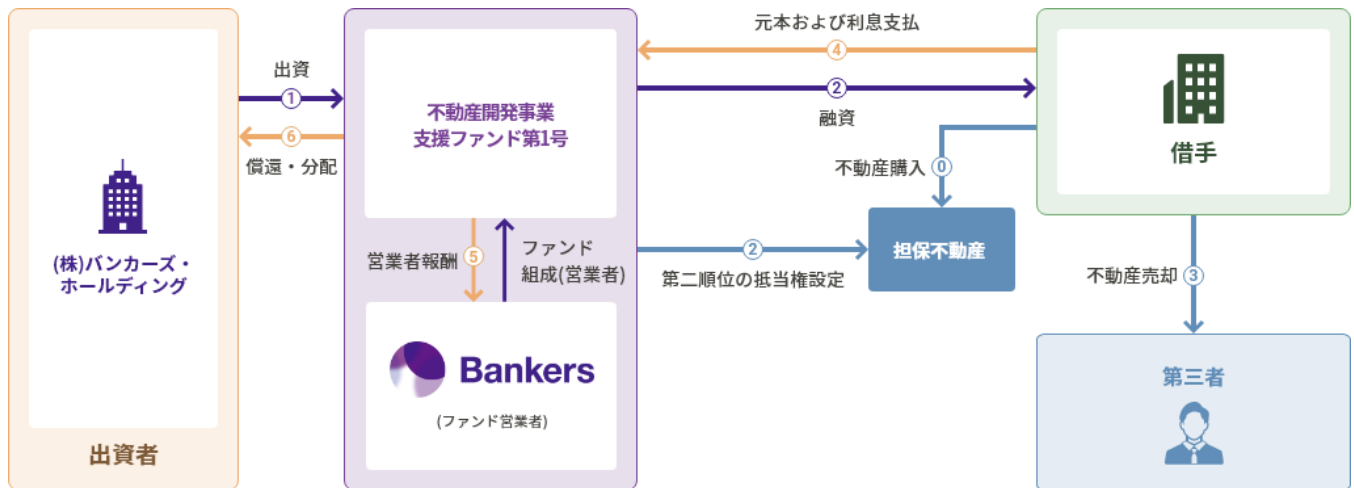 出資
①
⑥
償還・分配
(株)バンカーズ・
ホールディング
出資者
不動産開発事業
支援ファンド第1号
営業者報酬
⑤
ファンド
組成(営業者)
Bankers
(ファンド営業者)
元本および利息支払
④
②
融資
不動産購入
⓪
②
第二順位の抵当権設定
担保不動産
借手
不動産売却
③
第三者